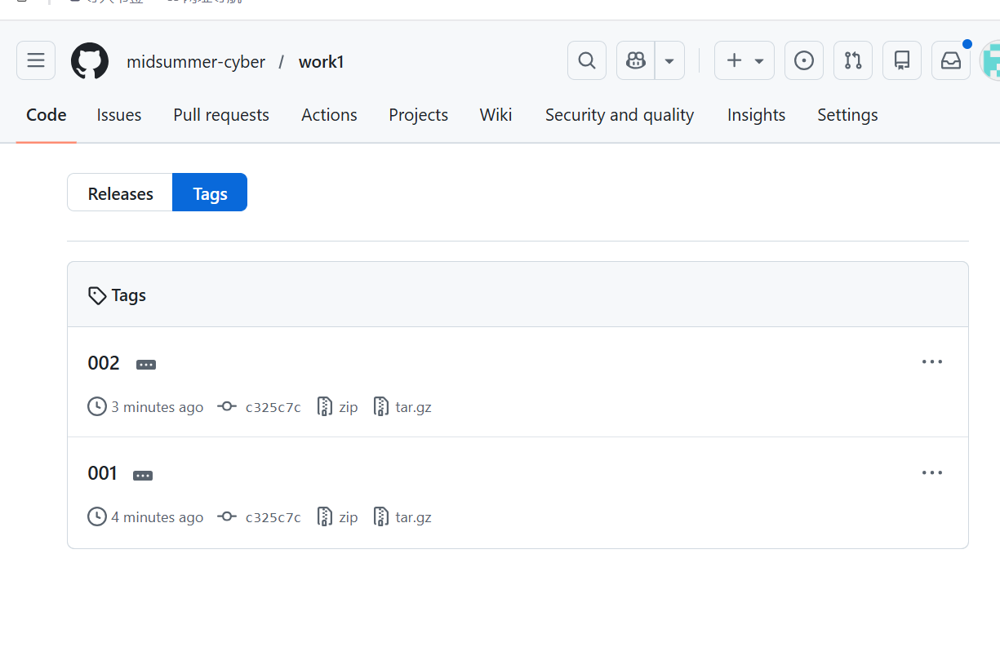 midsummer-cyber / work1
Code Issues Pull requests Actions Projects Wiki Security and quality Insights Settings
Releases Tags
Tags
002
3 minutes ago c325c7c zip tar.gz
001
4 minutes ago c325c7c zip tar.gz